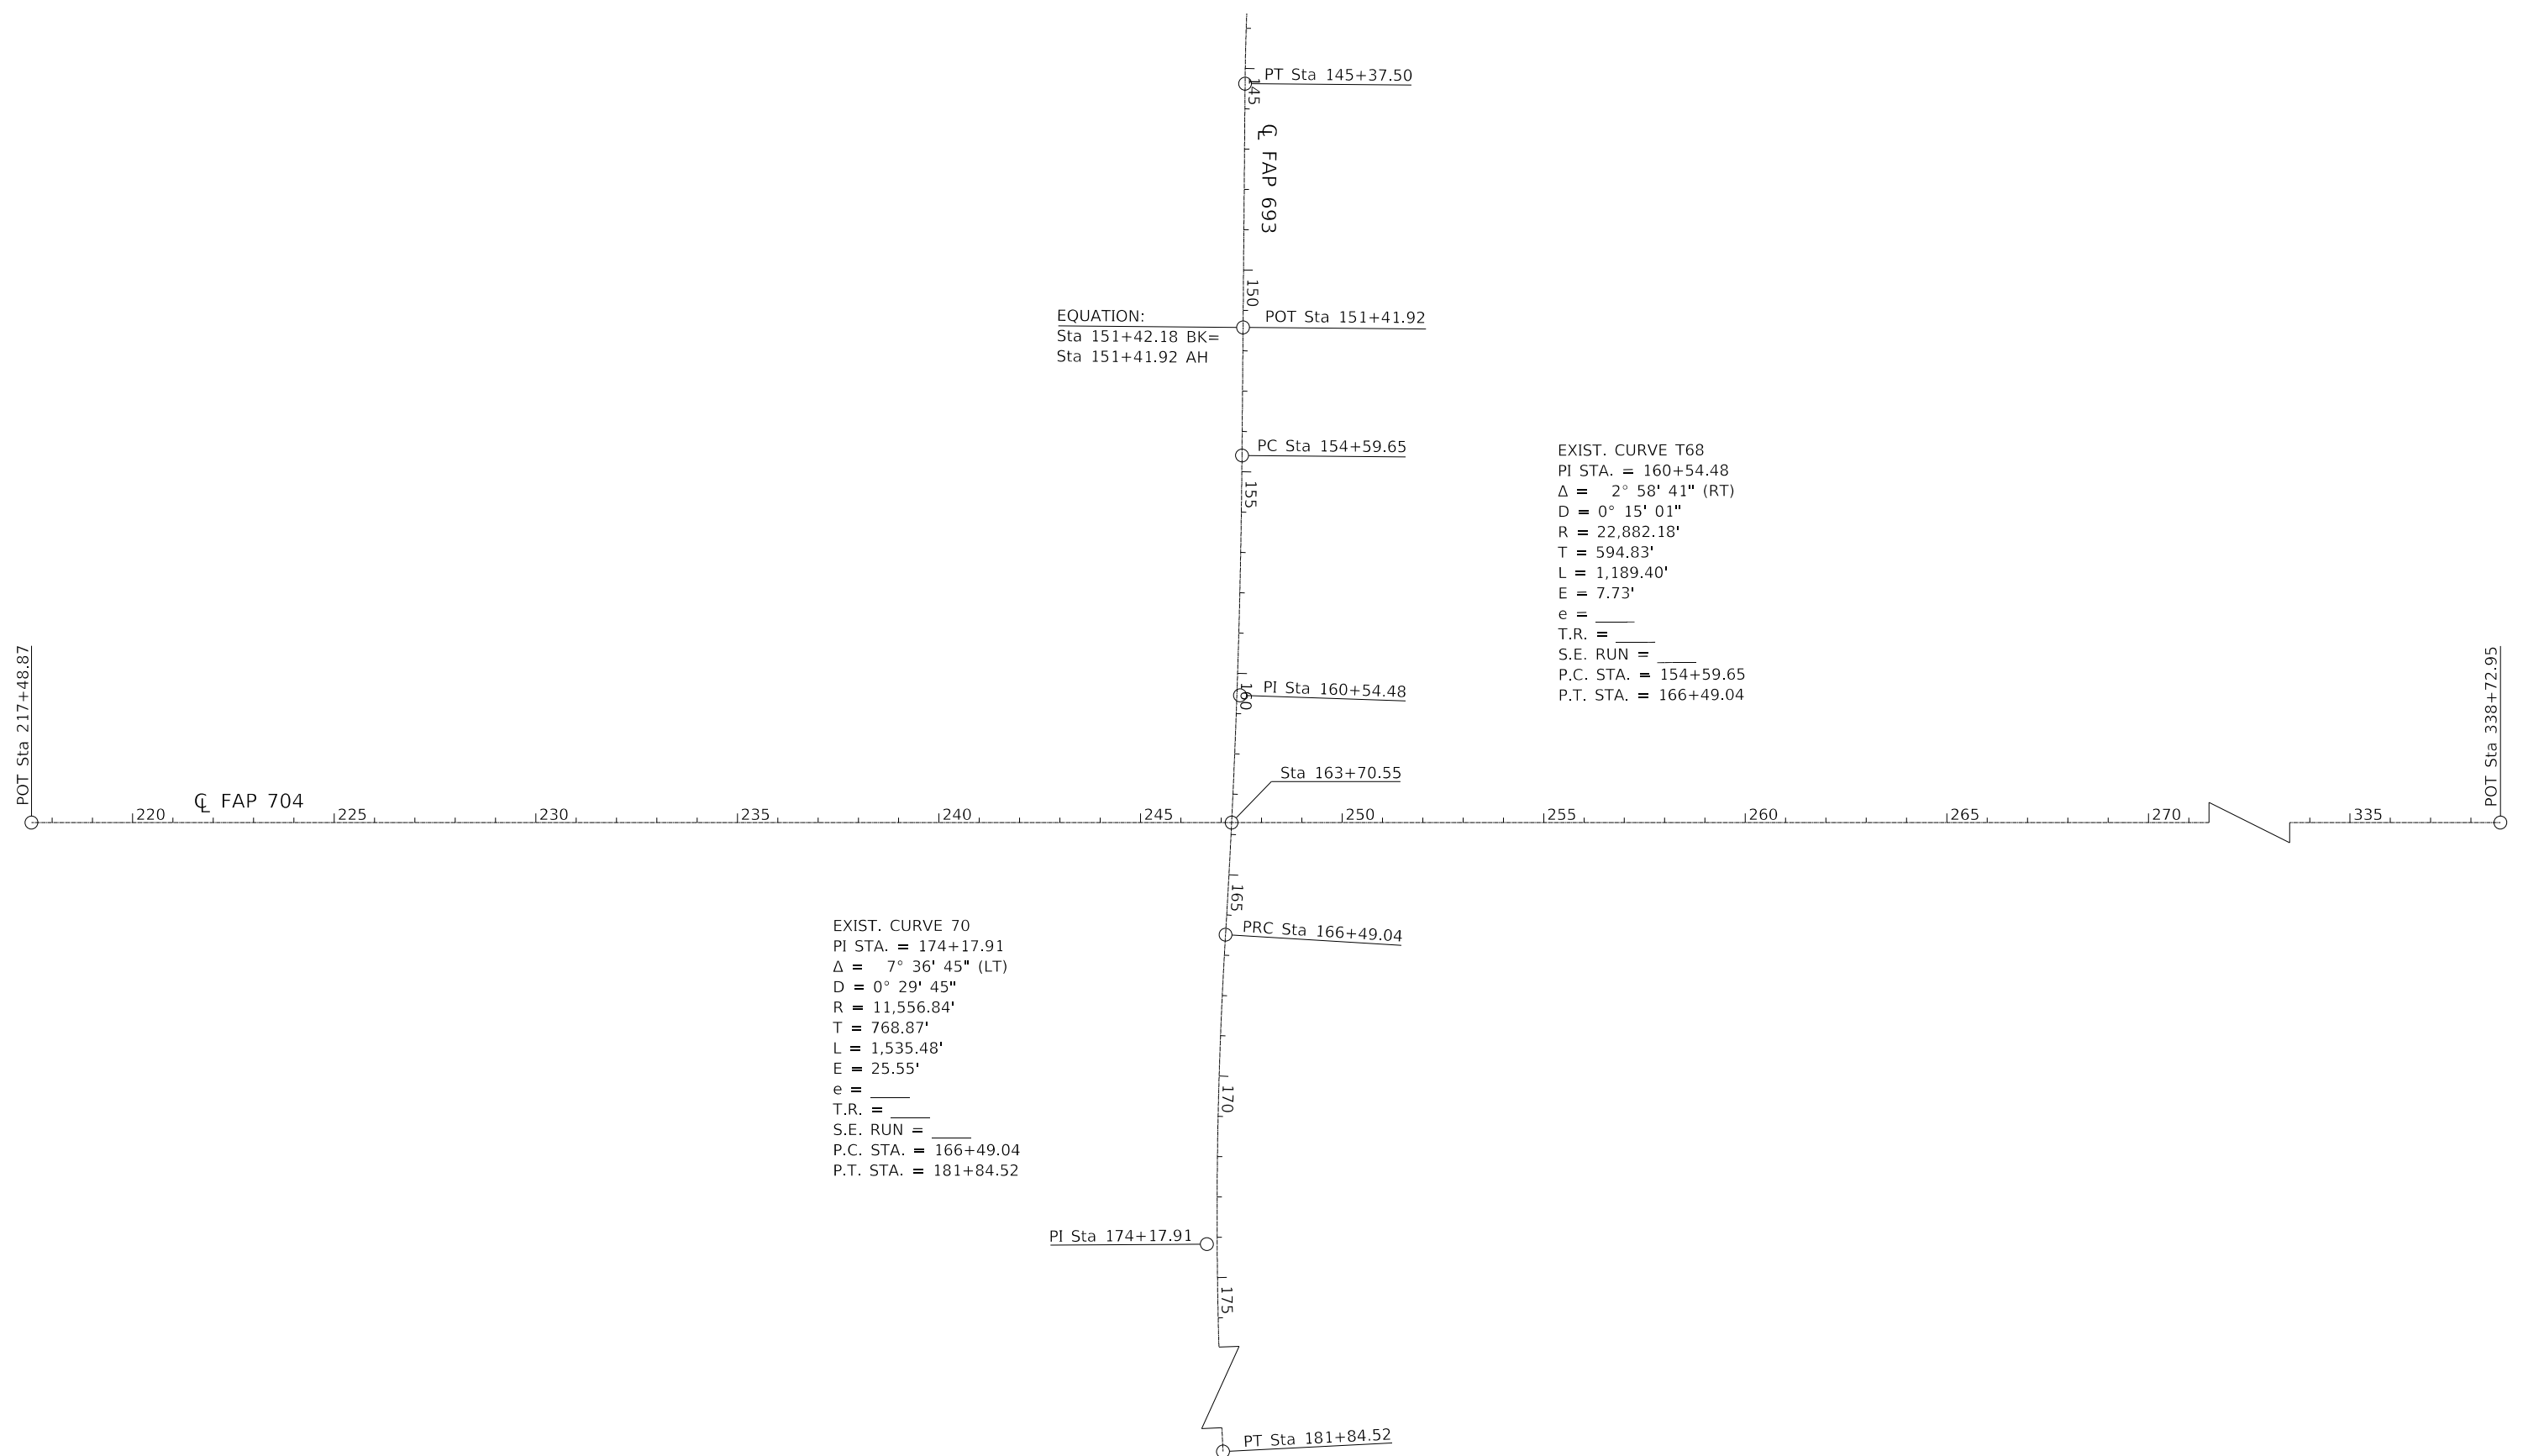 PT Sta 145+37.50
145
℄ FAP 693
150
EQUATION:
Sta 151+42.18 BK=
Sta 151+41.92 AH
POT Sta 151+41.92
PC Sta 154+59.65
155
EXIST. CURVE T68
PI STA. = 160+54.48
Δ = 2° 58' 41" (RT)
D = 0° 15' 01"
R = 22,882.18'
T = 594.83'
L = 1,189.40'
E = 7.73'
e = ____
T.R. = ____
S.E. RUN = ____
P.C. STA. = 154+59.65
P.T. STA. = 166+49.04
160
PI Sta 160+54.48
Sta 163+70.55
POT Sta 217+48.87
℄ FAP 704
220 225 230 235 240 245 250 255 260 265 270 335
POT Sta 338+72.95
165
PRC Sta 166+49.04
EXIST. CURVE 70
PI STA. = 174+17.91
Δ = 7° 36' 45" (LT)
D = 0° 29' 45"
R = 11,556.84'
T = 768.87'
L = 1,535.48'
E = 25.55'
e = ____
T.R. = ____
S.E. RUN = ____
P.C. STA. = 166+49.04
P.T. STA. = 181+84.52
170
PI Sta 174+17.91
175
PT Sta 181+84.52